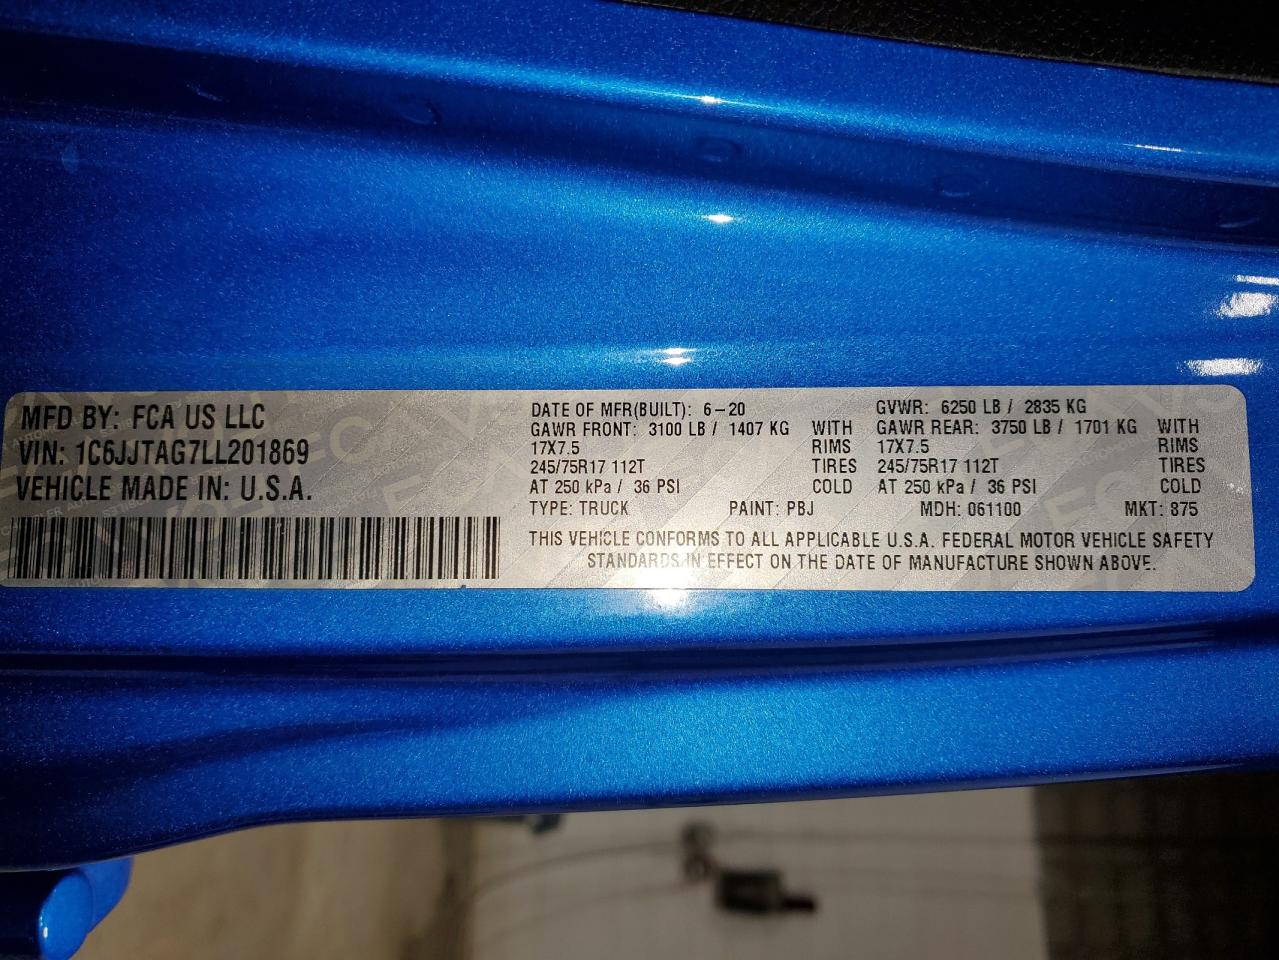 MFD BY: FCA US LLC
VIN: 1C6JJTAG7LL201869
VEHICLE MADE IN: U.S.A.
DATE OF MFR(BUILT): 6-20
GAWR FRONT: 3100 LB / 1407 KG WITH
17X7.5 RIMS
245/75R17 112T TIRES
AT 250 kPa / 36 PSI COLD
GVWR: 6250 LB / 2835 KG
GAWR REAR: 3750 LB / 1701 KG WITH
17X7.5 RIMS
245/75R17 112T TIRES
AT 250 kPa / 36 PSI COLD
TYPE: TRUCK PAINT: PBJ MDH: 061100 MKT: 875
THIS VEHICLE CONFORMS TO ALL APPLICABLE U.S.A. FEDERAL MOTOR VEHICLE SAFETY
STANDARDS IN EFFECT ON THE DATE OF MANUFACTURE SHOWN ABOVE.